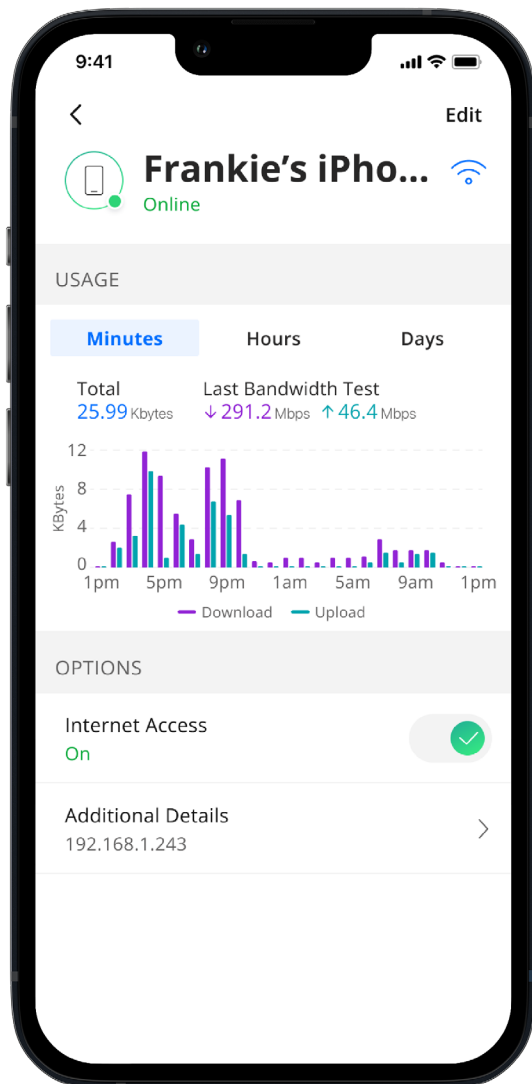 9:41
Edit
Frankie’s iPho...
Online
USAGE
Minutes Hours Days
Total Last Bandwidth Test
25.99 Kbytes ↓ 291.2 Mbps ↑ 46.4 Mbps
KBytes
12
8
4
0
1pm 5pm 9pm 1am 5am 9am 1pm
Download Upload
OPTIONS
Internet Access
On
Additional Details
192.168.1.243